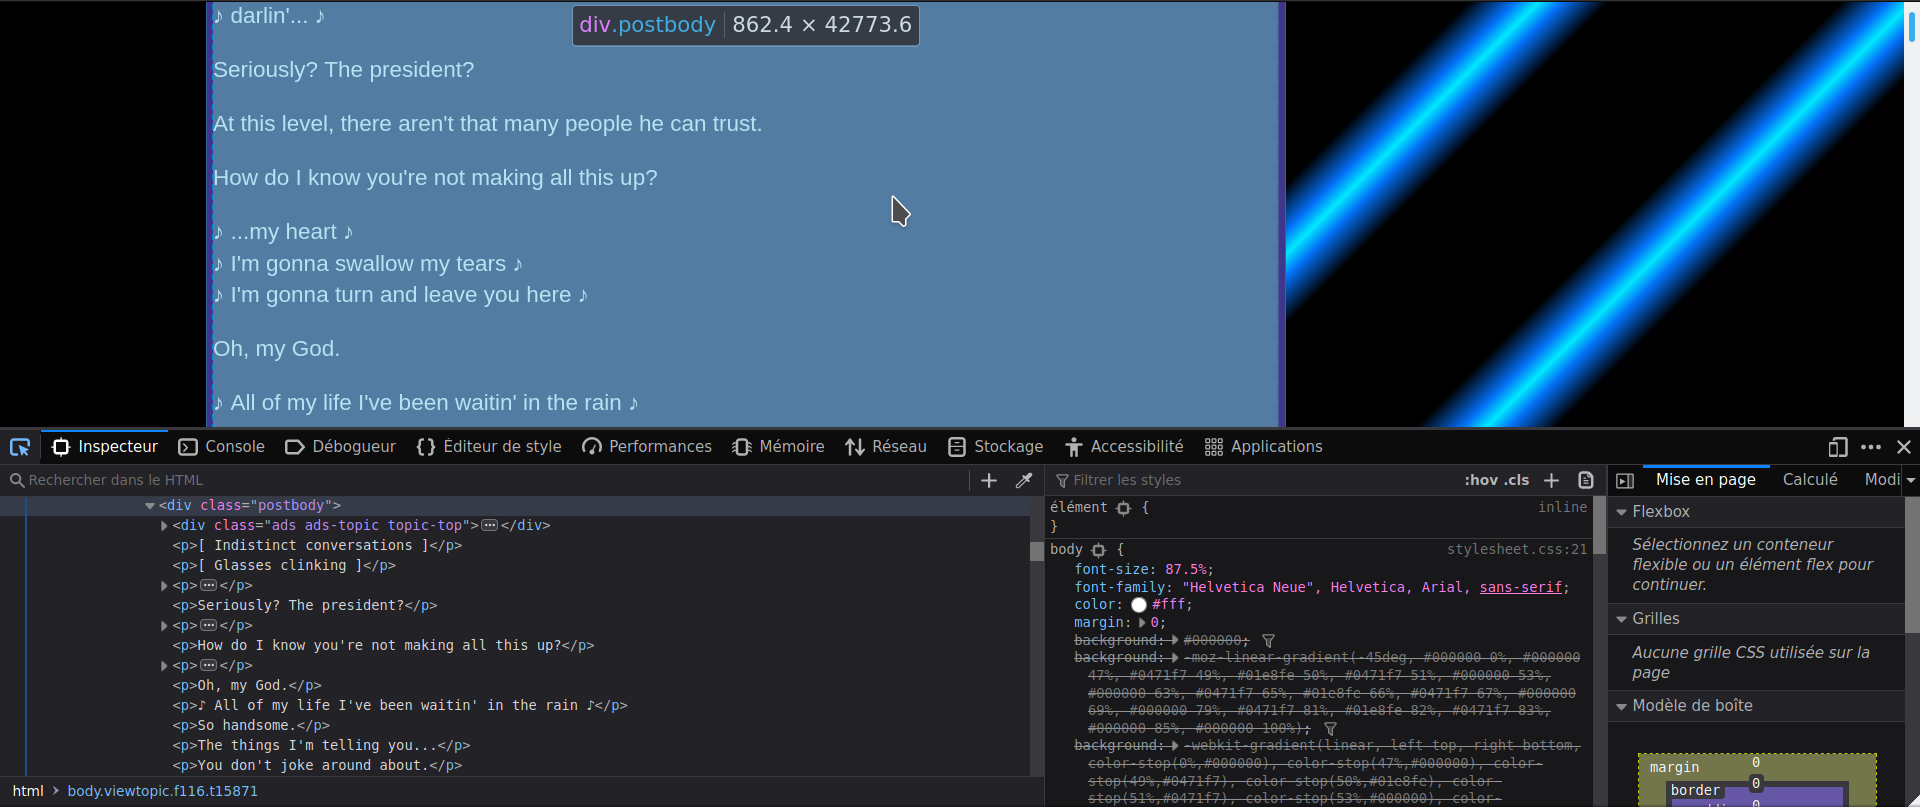 ♪ darlin'... ♪
div.postbody 862.4 × 42773.6
Seriously? The president?
At this level, there aren't that many people he can trust.
How do I know you're not making all this up?
♪ ...my heart ♪
♪ I'm gonna swallow my tears ♪
♪ I'm gonna turn and leave you here ♪
Oh, my God.
♪ All of my life I've been waitin' in the rain ♪
Inspecteur Console Débogueur Éditeur de style Performances Mémoire Réseau Stockage Accessibilité Applications
Rechercher dans le HTML
<div class="postbody">
<div class="ads ads-topic topic-top"></div>
<p>[ Indistinct conversations ]</p>
<p>[ Glasses clinking ]</p>
<p></p>
<p>Seriously? The president?</p>
<p></p>
<p>How do I know you're not making all this up?</p>
<p></p>
<p>Oh, my God.</p>
<p>♪ All of my life I've been waitin' in the rain ♪</p>
<p>So handsome.</p>
<p>The things I'm telling you...</p>
<p>You don't joke around about.</p>
html > body.viewtopic.f116.t15871
Filtrer les styles :hov .cls
élément { inline
}
body { stylesheet.css:21
font-size: 87.5%;
font-family: "Helvetica Neue", Helvetica, Arial, sans-serif;
color: #fff;
margin: 0;
background: #000000;
background: -moz-linear-gradient(-45deg, #000000 0%, #000000
47%, #0471f7 49%, #01e8fe 50%, #0471f7 51%, #000000 53%,
#000000 63%, #0471f7 65%, #01e8fe 66%, #0471f7 67%, #000000
69%, #000000 79%, #0471f7 81%, #01e8fe 82%, #0471f7 83%,
#000000 85%, #000000 100%);
background: -webkit-gradient(linear, left top, right bottom,
color-stop(0%,#000000), color-stop(47%,#000000), color-
stop(49%,#0471f7), color-stop(50%,#01e8fe), color-
stop(51%,#0471f7), color-stop(53%,#000000), color-
Mise en page Calculé Modi
Flexbox
Sélectionnez un conteneur
flexible ou un élément flex pour
continuer.
Grilles
Aucune grille CSS utilisée sur la
page
Modèle de boîte
margin 0
border 0
0